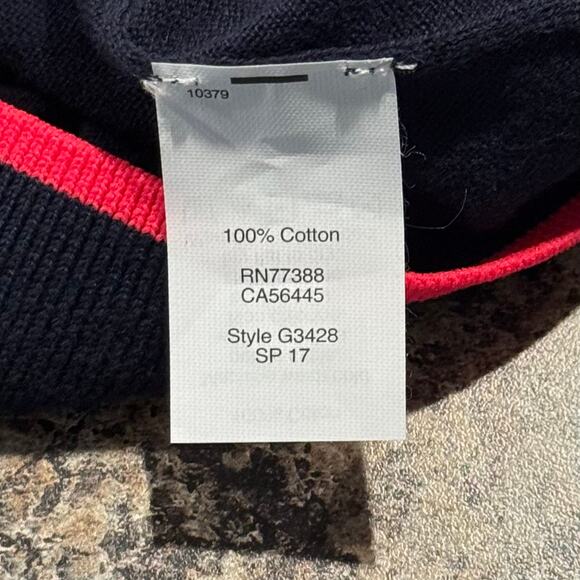 10379
100% Cotton
RN77388
CA56445
Style G3428
SP 17